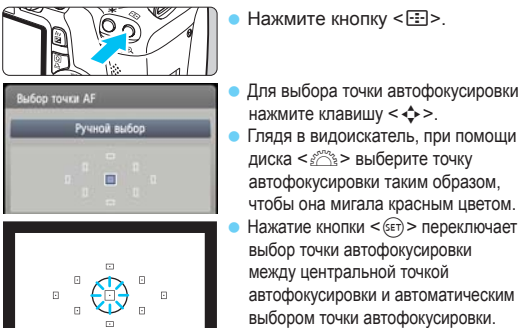 Нажмите кнопку < >.
Выбор точки AF
Ручной выбор
Для выбора точки автофокусировки
нажмите клавишу < >.
Глядя в видоискатель, при помощи
диска < > выберите точку
автофокусировки таким образом,
чтобы она мигала красным цветом.
Нажатие кнопки <SET> переключает
выбор точки автофокусировки
между центральной точкой
автофокусировки и автоматическим
выбором точки автофокусировки.